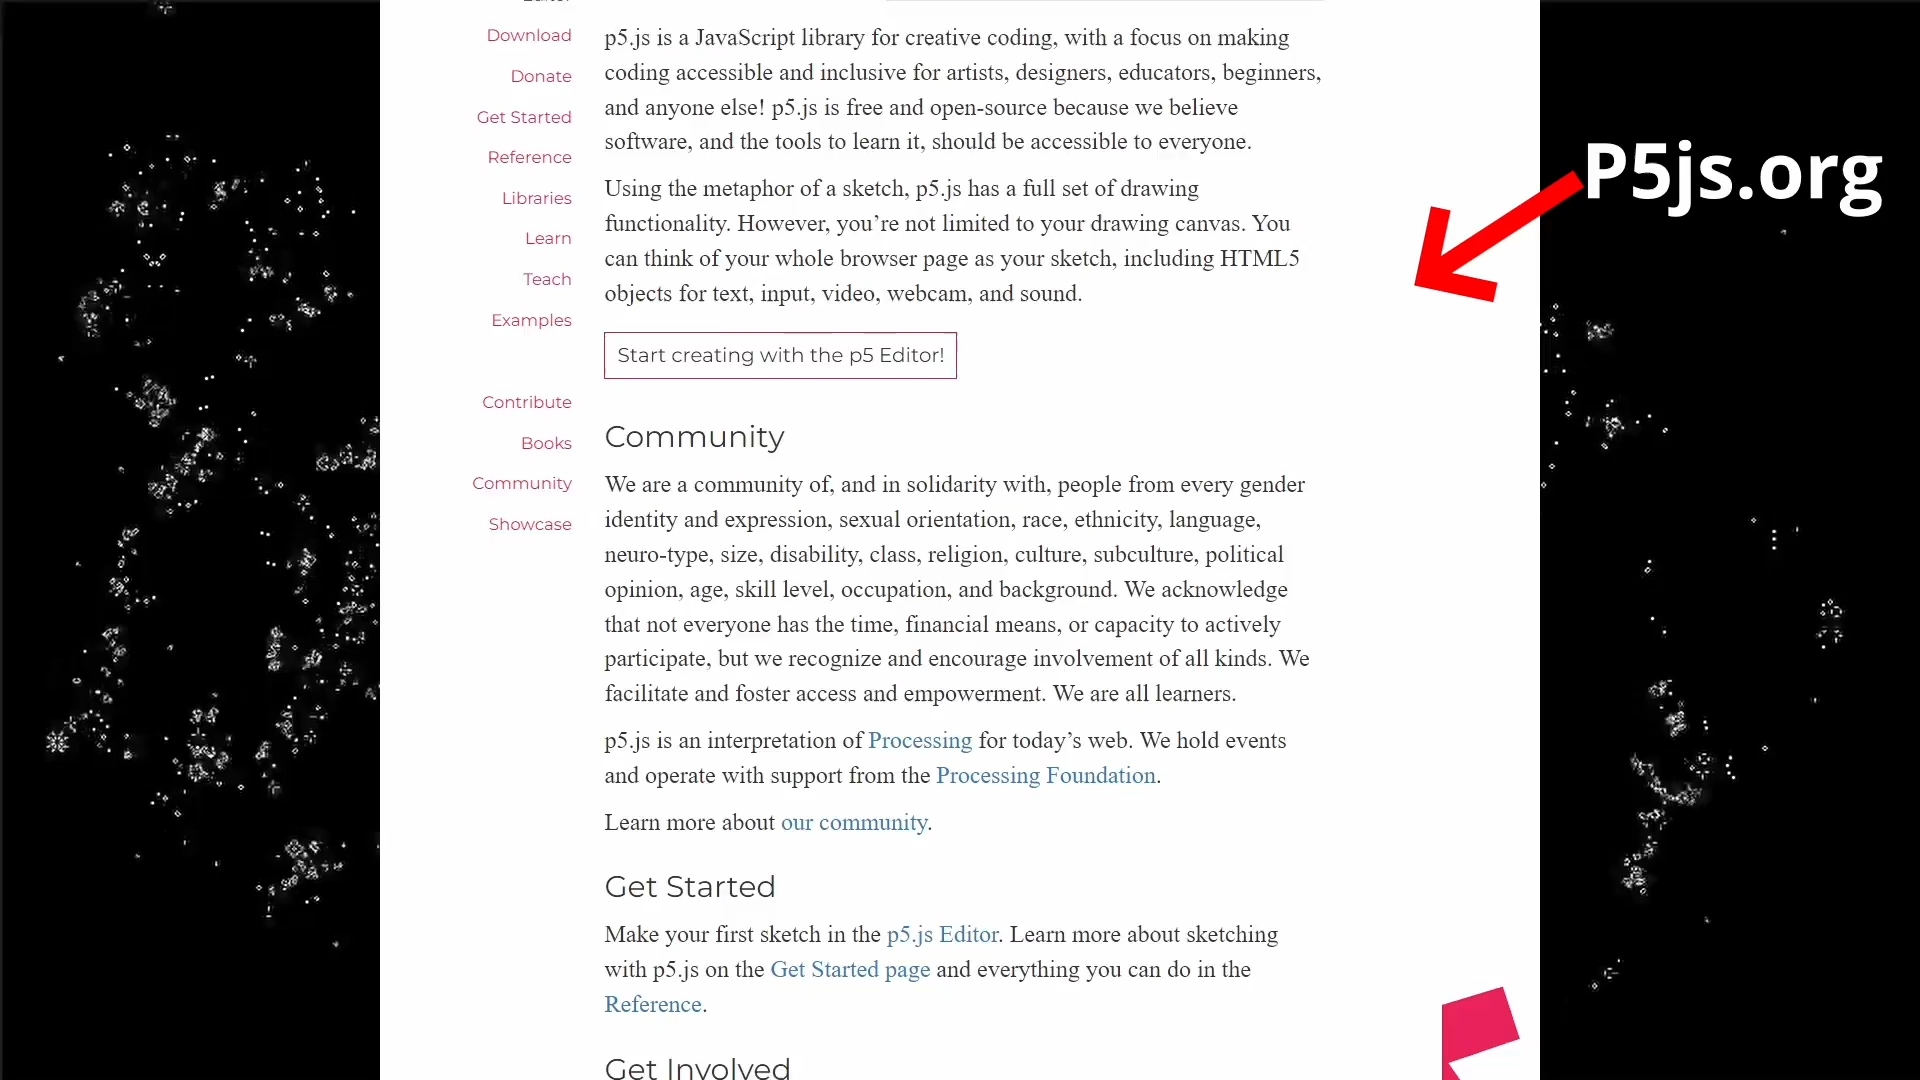 Download
Donate
Get Started
Reference
Libraries
Learn
Teach
Examples
Contribute
Books
Community
Showcase
p5.js is a JavaScript library for creative coding, with a focus on making
coding accessible and inclusive for artists, designers, educators, beginners,
and anyone else! p5.js is free and open-source because we believe
software, and the tools to learn it, should be accessible to everyone.
Using the metaphor of a sketch, p5.js has a full set of drawing
functionality. However, you’re not limited to your drawing canvas. You
can think of your whole browser page as your sketch, including HTML5
objects for text, input, video, webcam, and sound.
Start creating with the p5 Editor!
Community
We are a community of, and in solidarity with, people from every gender
identity and expression, sexual orientation, race, ethnicity, language,
neuro-type, size, disability, class, religion, culture, subculture, political
opinion, age, skill level, occupation, and background. We acknowledge
that not everyone has the time, financial means, or capacity to actively
participate, but we recognize and encourage involvement of all kinds. We
facilitate and foster access and empowerment. We are all learners.
p5.js is an interpretation of Processing for today’s web. We hold events
and operate with support from the Processing Foundation.
Learn more about our community.
Get Started
Make your first sketch in the p5.js Editor. Learn more about sketching
with p5.js on the Get Started page and everything you can do in the
Reference.
Get Involved
P5js.org